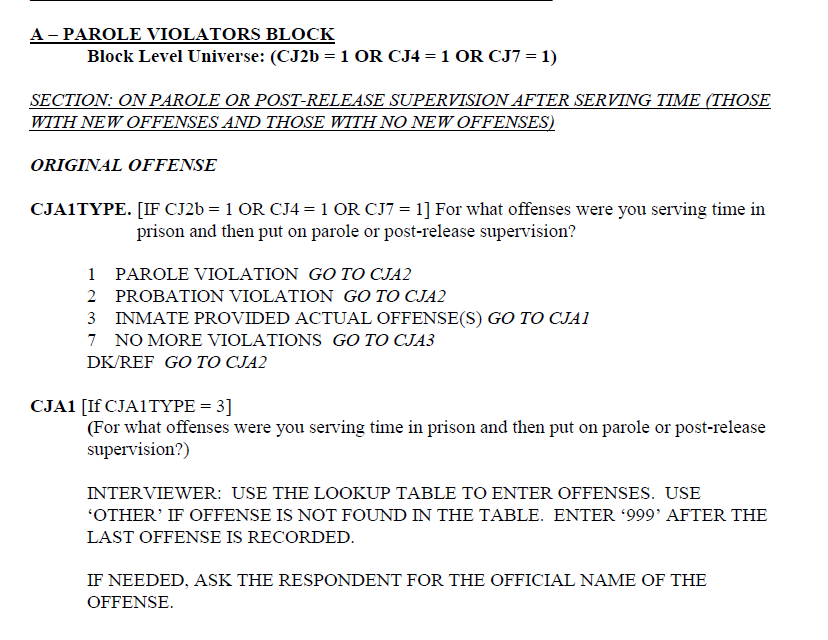 A – PAROLE VIOLATORS BLOCK
Block Level Universe: (CJ2b = 1 OR CJ4 = 1 OR CJ7 = 1)
SECTION: ON PAROLE OR POST-RELEASE SUPERVISION AFTER SERVING TIME (THOSE
WITH NEW OFFENSES AND THOSE WITH NO NEW OFFENSES)
ORIGINAL OFFENSE
CJA1TYPE. [IF CJ2b = 1 OR CJ4 = 1 OR CJ7 = 1] For what offenses were you serving time in
prison and then put on parole or post-release supervision?
1 PAROLE VIOLATION GO TO CJA2
2 PROBATION VIOLATION GO TO CJA2
3 INMATE PROVIDED ACTUAL OFFENSE(S) GO TO CJA1
7 NO MORE VIOLATIONS GO TO CJA3
DK/REF GO TO CJA2
CJA1 [If CJA1TYPE = 3]
(For what offenses were you serving time in prison and then put on parole or post-release
supervision?)
INTERVIEWER: USE THE LOOKUP TABLE TO ENTER OFFENSES. USE
‘OTHER’ IF OFFENSE IS NOT FOUND IN THE TABLE. ENTER ‘999’ AFTER THE
LAST OFFENSE IS RECORDED.
IF NEEDED, ASK THE RESPONDENT FOR THE OFFICIAL NAME OF THE
OFFENSE.